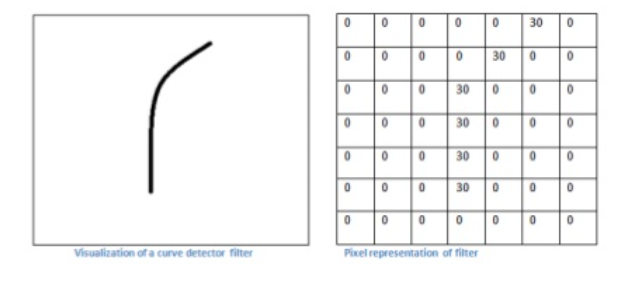 0 0 0 0 0 30 0
0 0 0 0 30 0 0
0 0 0 30 0 0 0
0 0 0 30 0 0 0
0 0 0 30 0 0 0
0 0 0 30 0 0 0
0 0 0 0 0 0 0
Visualization of a curve detector filter
Pixel representation of filter